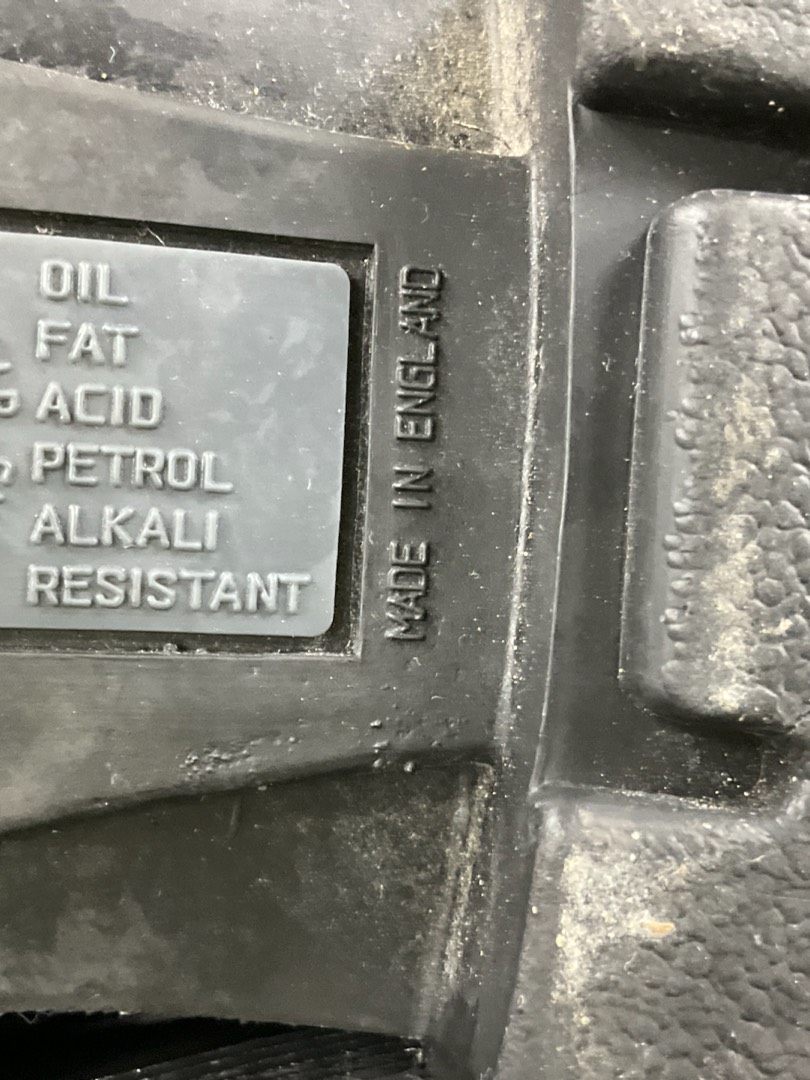 OIL
FAT
ACID
PETROL
ALKALI
RESISTANT
MADE IN ENGLAND